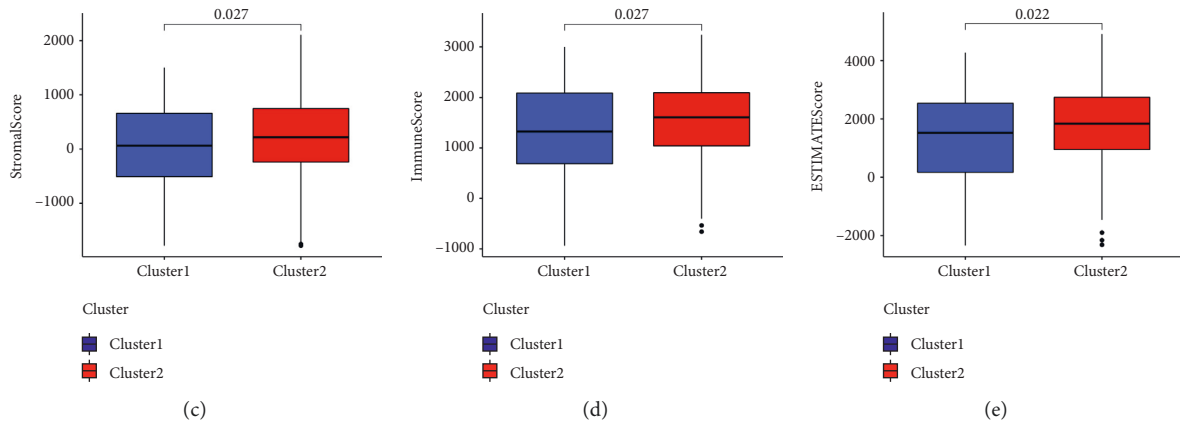 0.027
2000
1000
0
−1000
StromalScore
Cluster1 Cluster2
Cluster
Cluster1
Cluster2
(c)
0.027
3000
2000
1000
0
−1000
ImmuneScore
Cluster1 Cluster2
Cluster
Cluster1
Cluster2
(d)
0.022
4000
2000
0
−2000
ESTIMATEScore
Cluster1 Cluster2
Cluster
Cluster1
Cluster2
(e)